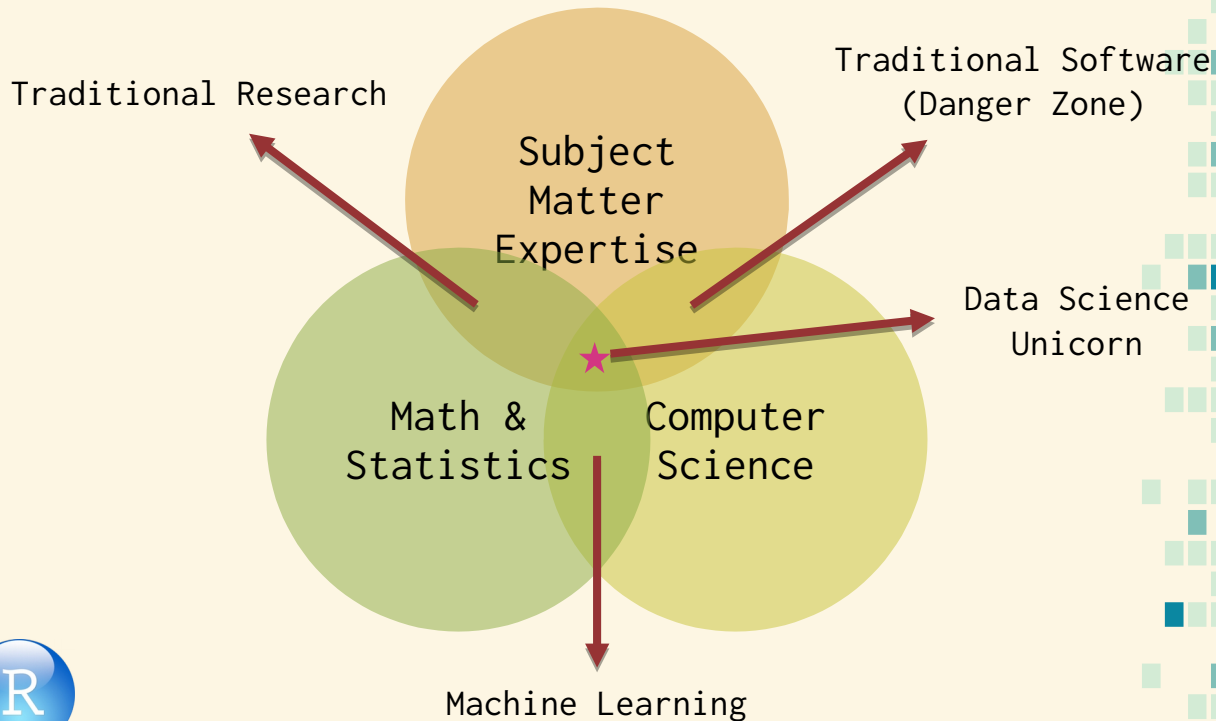 Traditional Software
(Danger Zone)
Traditional Research
Subject
Matter
Expertise
Data Science
Unicorn
Math &
Statistics
Computer
Science
Machine Learning
R